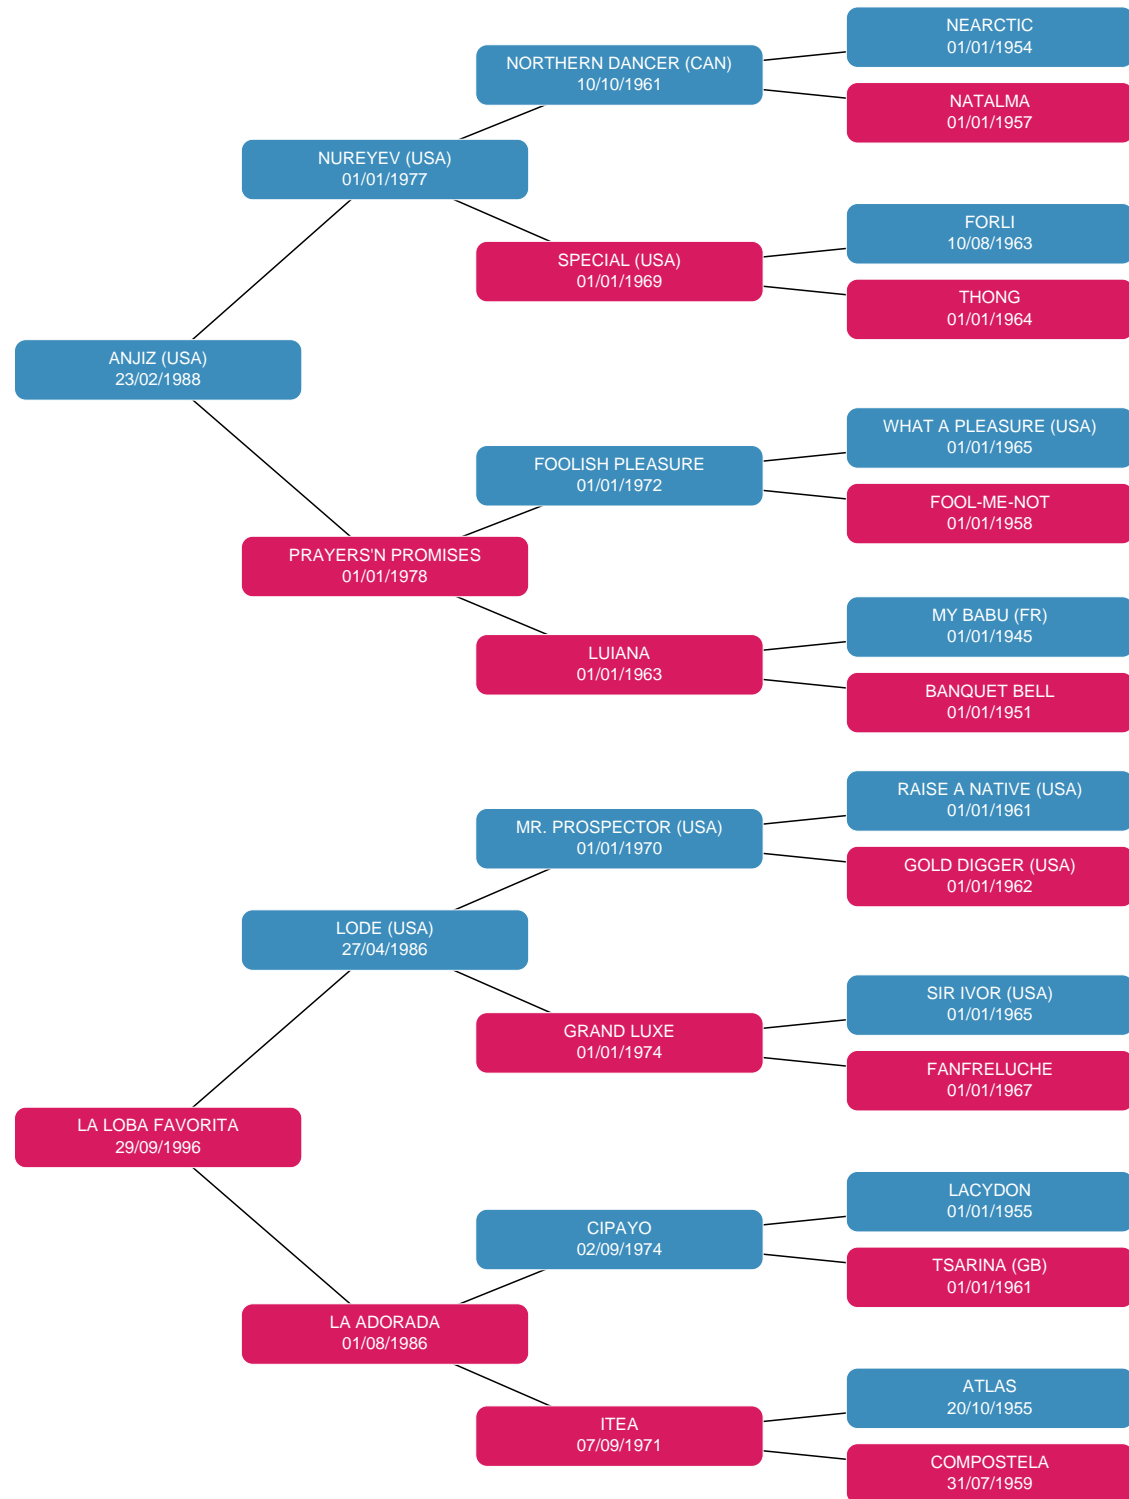 NEARCTIC
01/01/1954
NORTHERN DANCER (CAN)
10/10/1961
NATALMA
01/01/1957
NUREYEV (USA)
01/01/1977
FORLI
10/08/1963
SPECIAL (USA)
01/01/1969
THONG
01/01/1964
ANJIZ (USA)
23/02/1988
WHAT A PLEASURE (USA)
01/01/1965
FOOLISH PLEASURE
01/01/1972
FOOL-ME-NOT
01/01/1958
PRAYERS'N PROMISES
01/01/1978
MY BABU (FR)
01/01/1945
LUIANA
01/01/1963
BANQUET BELL
01/01/1951
RAISE A NATIVE (USA)
01/01/1961
MR. PROSPECTOR (USA)
01/01/1970
GOLD DIGGER (USA)
01/01/1962
LODE (USA)
27/04/1986
SIR IVOR (USA)
01/01/1965
GRAND LUXE
01/01/1974
FANFRELUCHE
01/01/1967
LA LOBA FAVORITA
29/09/1996
LACYDON
01/01/1955
CIPAYO
02/09/1974
TSARINA (GB)
01/01/1961
LA ADORADA
01/08/1986
ATLAS
20/10/1955
ITEA
07/09/1971
COMPOSTELA
31/07/1959